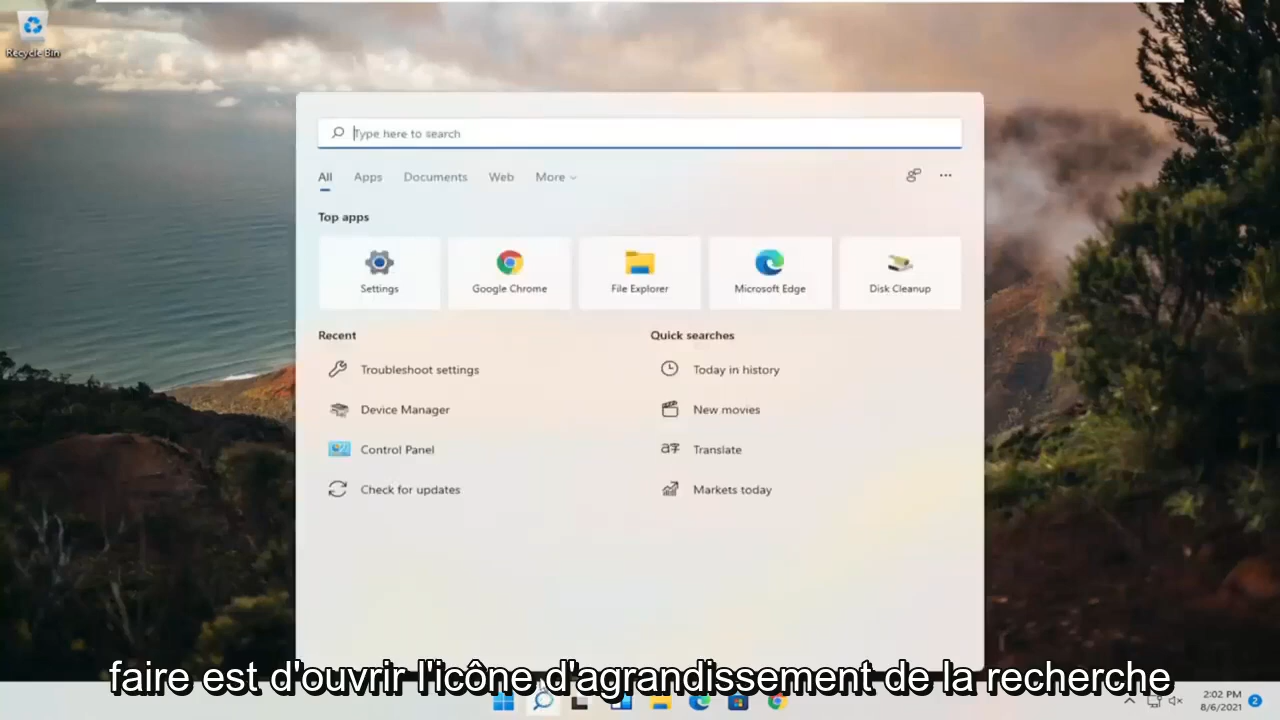 Recycle Bin
Type here to search
All Apps Documents Web More
Top apps
Settings Google Chrome File Explorer Microsoft Edge Disk Cleanup
Recent Quick searches
Troubleshoot settings Today in history
Device Manager New movies
Control Panel Translate
Check for updates Markets today
faire est d'ouvrir l'icône d'agrandissement de la recherche
2:02 PM
8/6/2021 2